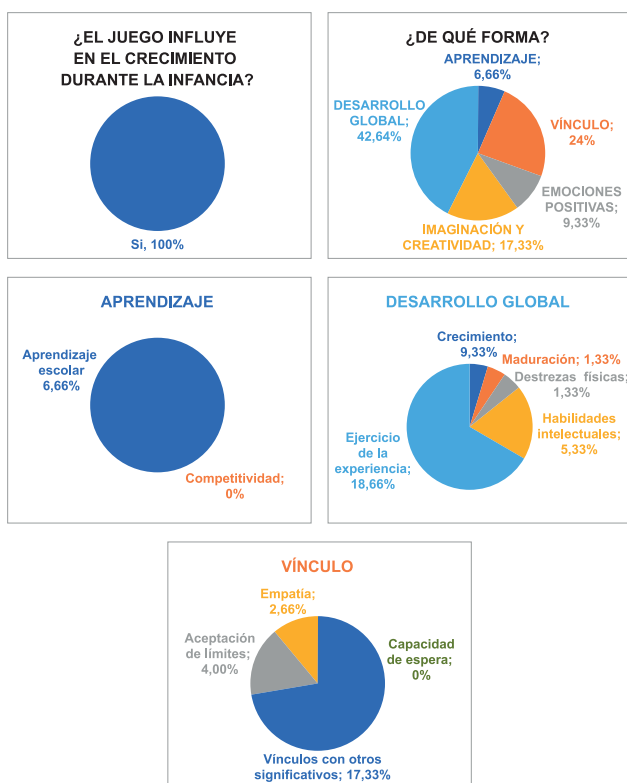 ¿EL JUEGO INFLUYE
EN EL CRECIMIENTO
DURANTE LA INFANCIA?
Si, 100%
¿DE QUÉ FORMA?
APRENDIZAJE;
6,66%
DESARROLLO
GLOBAL;
42,64%
VÍNCULO;
24%
EMOCIONES
POSITIVAS;
9,33%
IMAGINACIÓN Y
CREATIVIDAD; 17,33%
APRENDIZAJE
Aprendizaje
escolar
6,66%
Competitividad;
0%
DESARROLLO GLOBAL
Crecimiento;
9,33%
Maduración; 1,33%
Destrezas físicas;
1,33%
Habilidades
intelectuales;
5,33%
Ejercicio
de la
experiencia;
18,66%
VÍNCULO
Empatía;
2,66%
Aceptación
de límites;
4,00%
Capacidad
de espera;
0%
Vínculos con otros
significativos; 17,33%